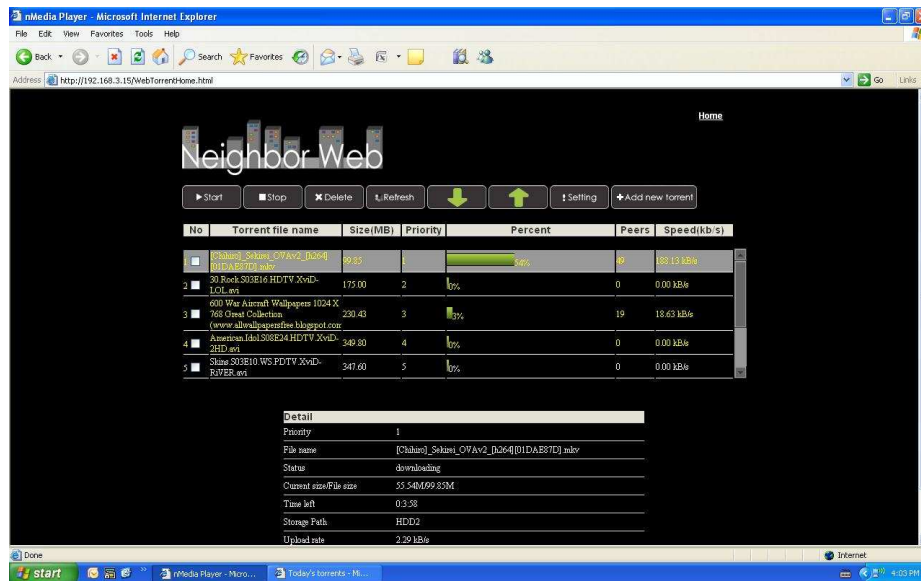 nMedia Player - Microsoft Internet Explorer
File Edit View Favorites Tools Help
Back Search Favorites
Address http://192.168.3.15/WebTorrentHome.html Go Links
Home
Neighbor Web
Start Stop Delete Refresh Setting Add new torrent
No Torrent file name Size(MB) Priority Percent Peers Speed(kb/s)
[Chihiro]_Sekirei_OVAv2_[h264]
1 99.85 1 54% 49 188.13 kB/s
[01DAE87D].mkv
30.Rock.S03E16.HDTV.XviD-
2 175.00 2 0% 0 0.00 kB/s
LOL.avi
600 War Aircraft Wallpapers 1024 X
3 768 Great Collection 230.43 3 3% 19 18.63 kB/s
(www.allwallpapersfree.blogspot.com
American.Idol.S08E24.HDTV.XviD-
4 349.80 4 0% 0 0.00 kB/s
2HD.avi
Skins.S03E10.WS.PDTV.XviD-
5 347.60 5 0% 0 0.00 kB/s
RiVER.avi
Detail
Priority 1
File name [Chihiro]_Sekirei_OVAv2_[h264][01DAE87D].mkv
Status downloading
Current size/File size 55.54M/99.85M
Time left 0:3:58
Storage Path HDD2
Upload rate 2.29 kB/s
Done Internet
start nMedia Player - Micro... Today's torrents - Mi... 4:03 PM